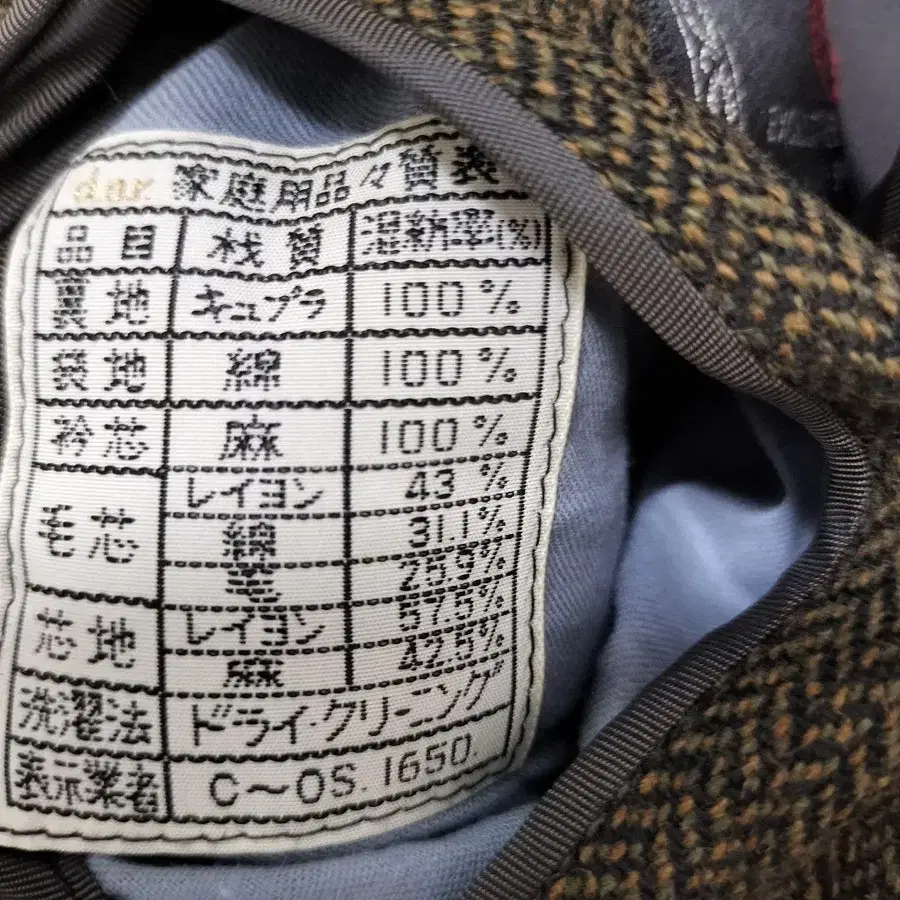 dar. 家庭用品々質表
品目 材質 混紡率(%)
裏地 キュプラ 100%
袋地 綿 100%
衿芯 麻 100%
毛芯 レイヨン 43%
綿 31.1%
毛 25.9%
芯地 レイヨン 57.5%
麻 42.5%
洗濯法 ドライ・クリーニング
表示業者 C〜OS.1650.